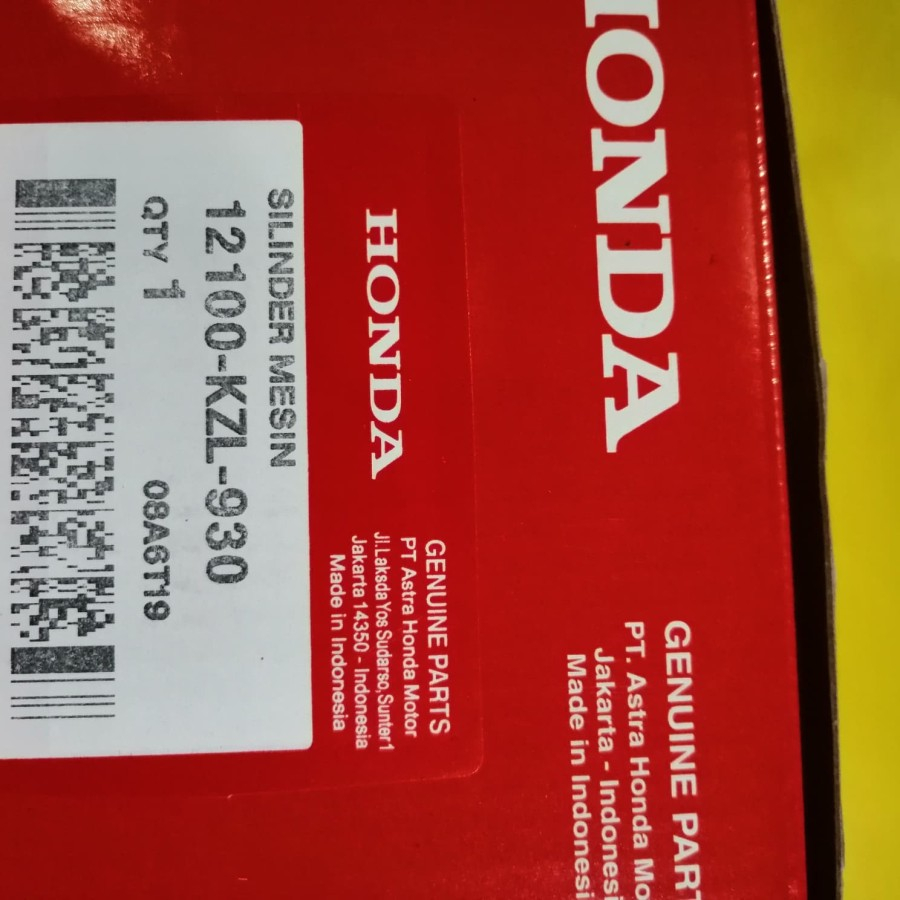 HONDA
GENUINE PARTS
PT. Astra Honda
Jakarta - Indonesi
Made in Indonesi
HONDA
GENUINE PARTS
PT Astra Honda Motor
Jl.Laksda Yos Sudarso, Sunter1
Jakarta 14350 - Indonesia
Made in Indonesia
SILINDER MESIN
12100-KZL-930
QTY 1
08A6T19